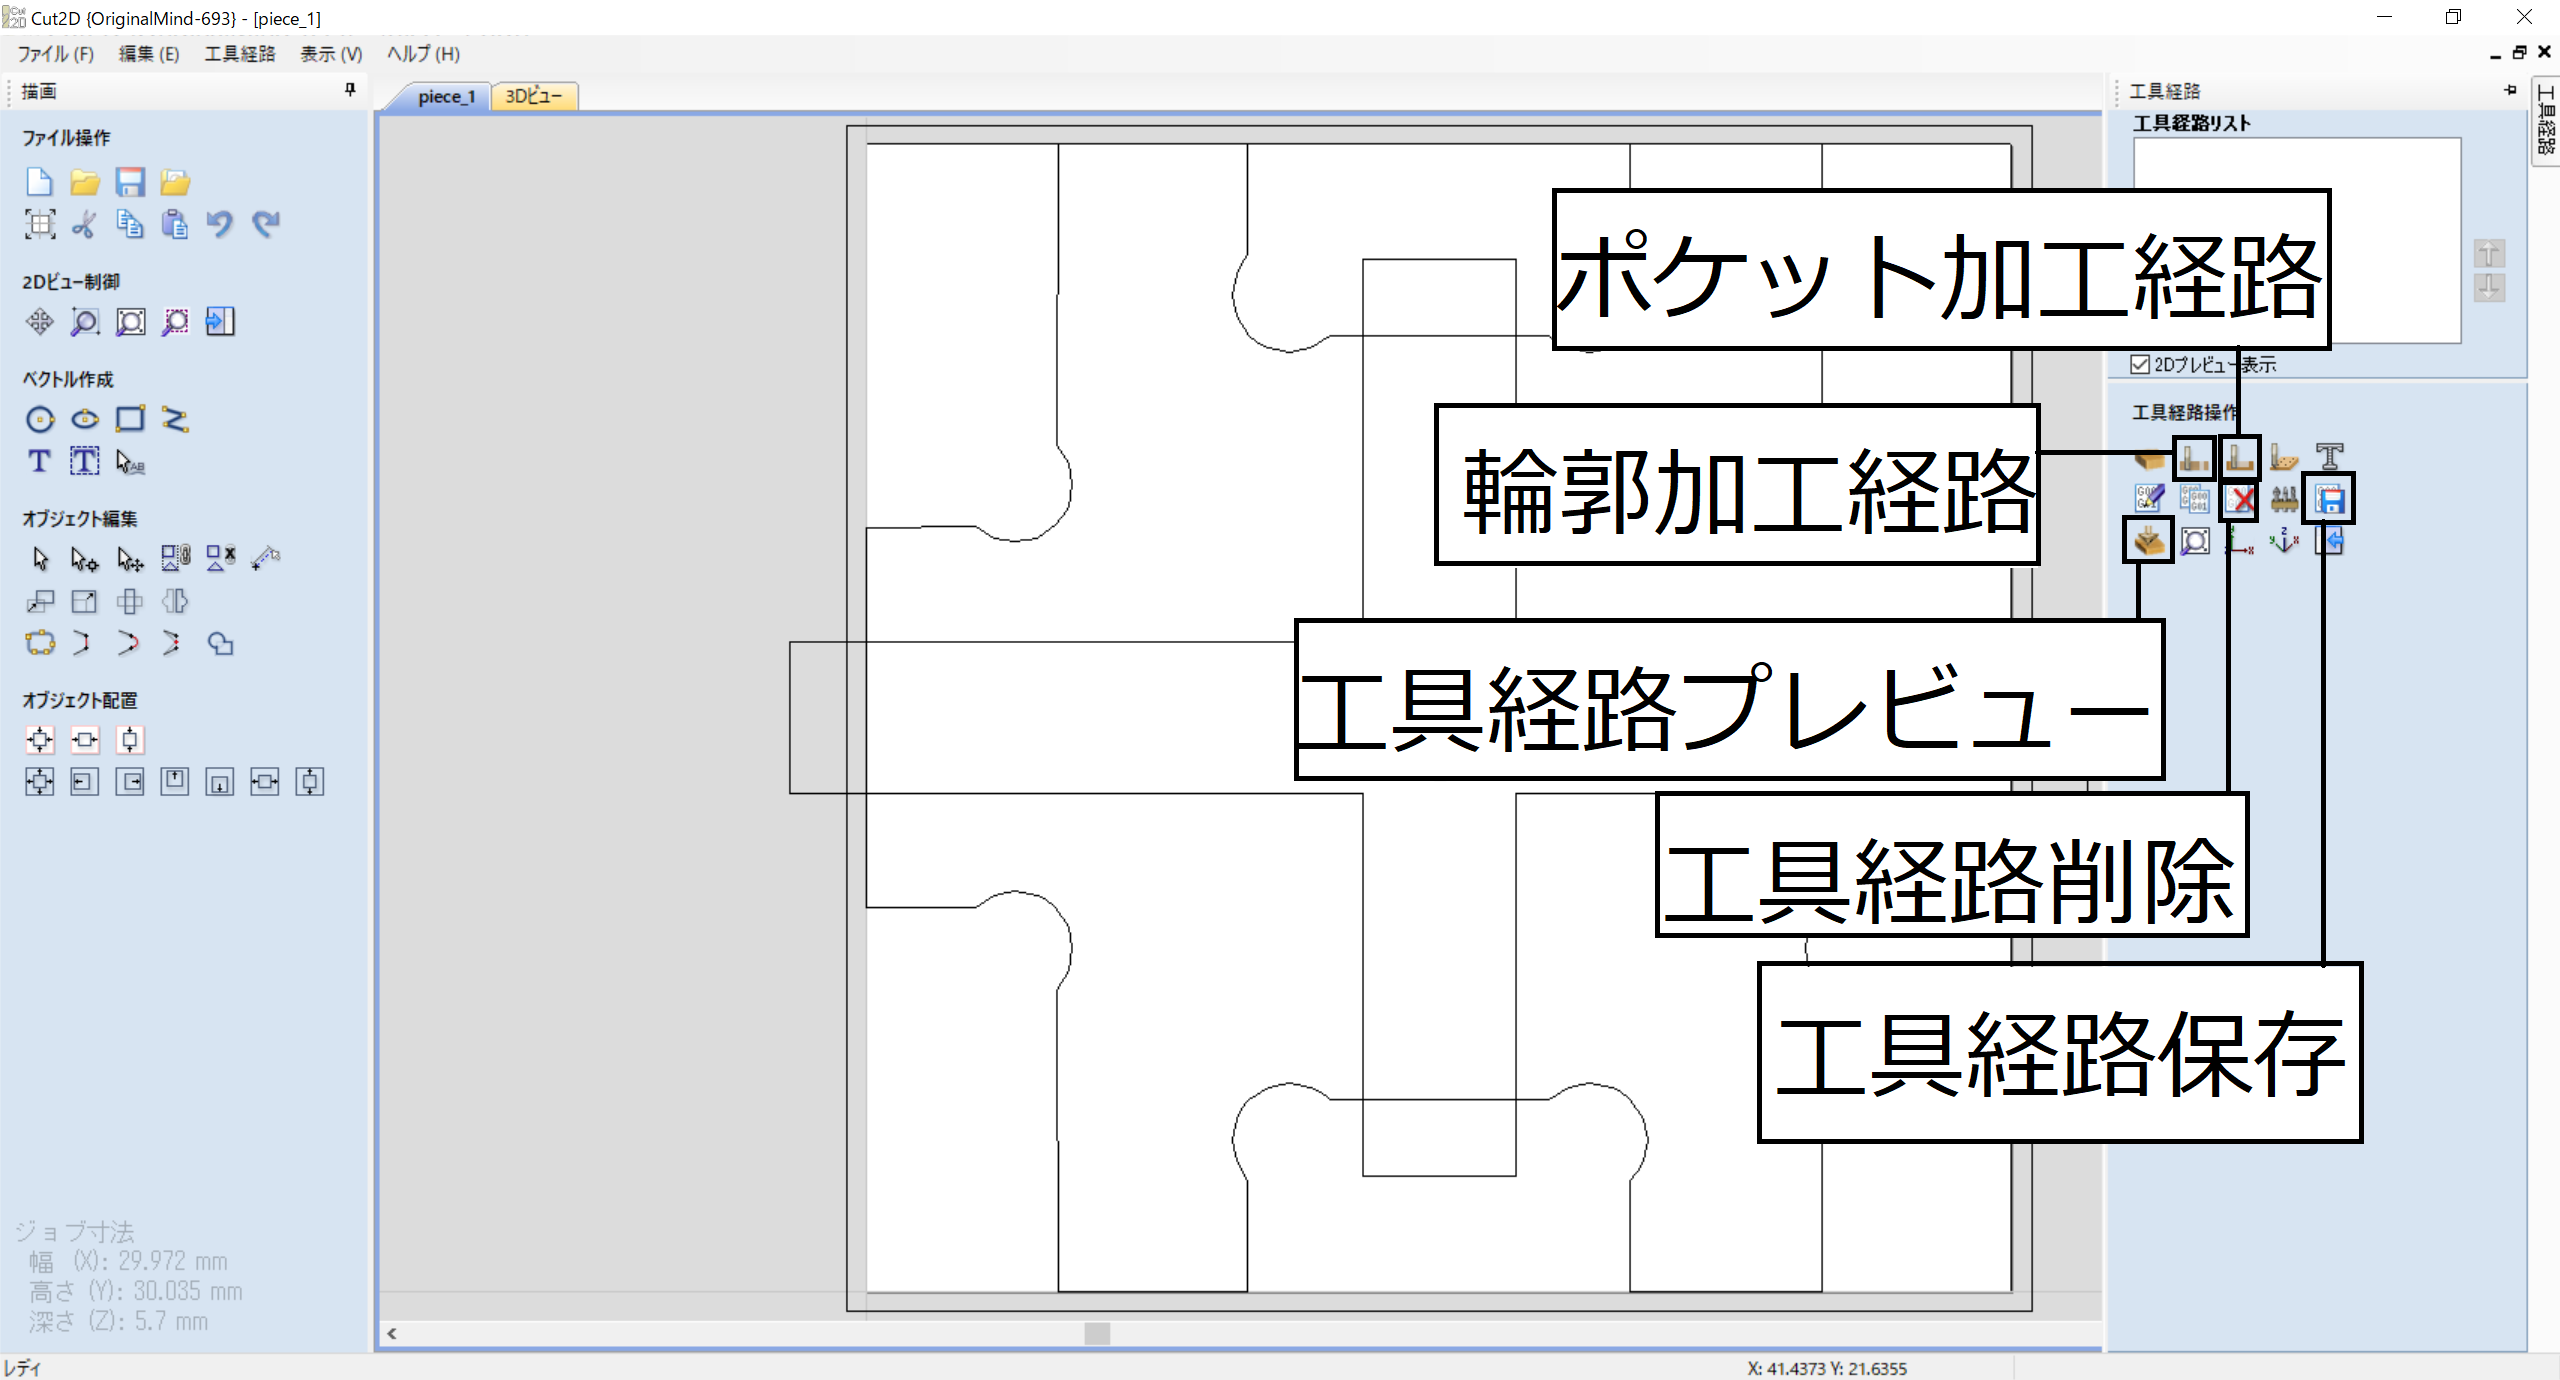 Cut2D {OriginalMind-693} - [piece_1]
ファイル (F) 編集 (E) 工具経路 表示 (V) ヘルプ (H)
描画
ファイル操作
2Dビュー制御
ベクトル作成
オブジェクト編集
オブジェクト配置
ジョブ寸法
幅 (X): 29.972 mm
高さ (Y): 30.035 mm
深さ (Z): 5.7 mm
piece_1 3Dビュー
工具経路
工具経路
工具経路リスト
ポケット加工経路
2Dプレビュー表示
工具経路操作
輪郭加工経路
工具経路プレビュー
工具経路削除
工具経路保存
レディ
X: 41.4373 Y: 21.6355